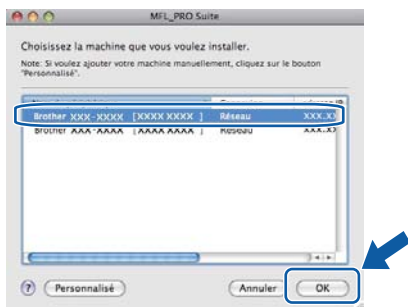 MFL_PRO Suite
Choisissez la machine que vous voulez installer.
Note: Si voulez ajouter votre machine manuellement, cliquez sur le bouton
"Personnalisé".
Brother XXX-XXXX [XXXX XXXX ] Réseau XXX.XX
Brother XXX-XXXX [XXXX XXXX ] Réseau XXX.XX
? Personnalisé Annuler OK